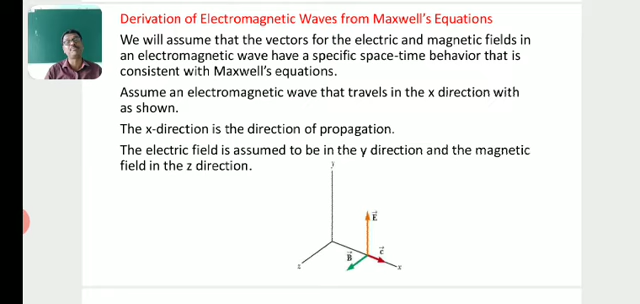 Derivation of Electromagnetic Waves from Maxwell's Equations
We will assume that the vectors for the electric and magnetic fields in
an electromagnetic wave have a specific space-time behavior that is
consistent with Maxwell's equations.
Assume an electromagnetic wave that travels in the x direction with
as shown.
The x-direction is the direction of propagation.
The electric field is assumed to be in the y direction and the magnetic
field in the z direction.
y
E
B
c
z
x